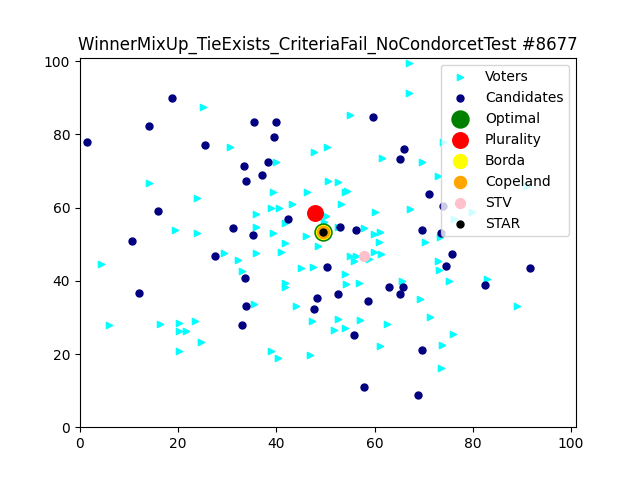 WinnerMixUp_TieExists_CriteriaFail_NoCondorcetTest #8677
100
80
60
40
20
0
0 20 40 60 80 100
Voters
Candidates
Optimal
Plurality
Borda
Copeland
STV
STAR